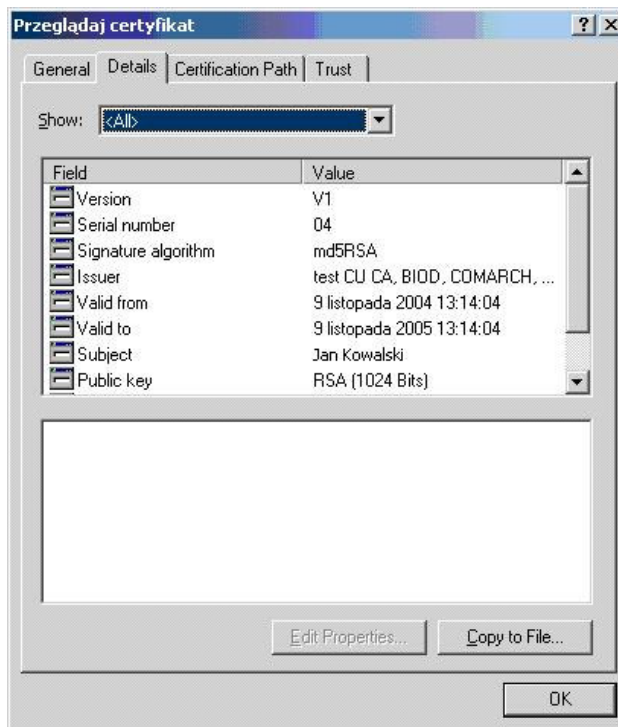 Przeglądaj certyfikat
General Details Certification Path Trust
Show: <All>
Field Value
Version V1
Serial number 04
Signature algorithm md5RSA
Issuer test CU CA, BIOD, COMARCH, ...
Valid from 9 listopada 2004 13:14:04
Valid to 9 listopada 2005 13:14:04
Subject Jan Kowalski
Public key RSA (1024 Bits)
Edit Properties... Copy to File...
OK